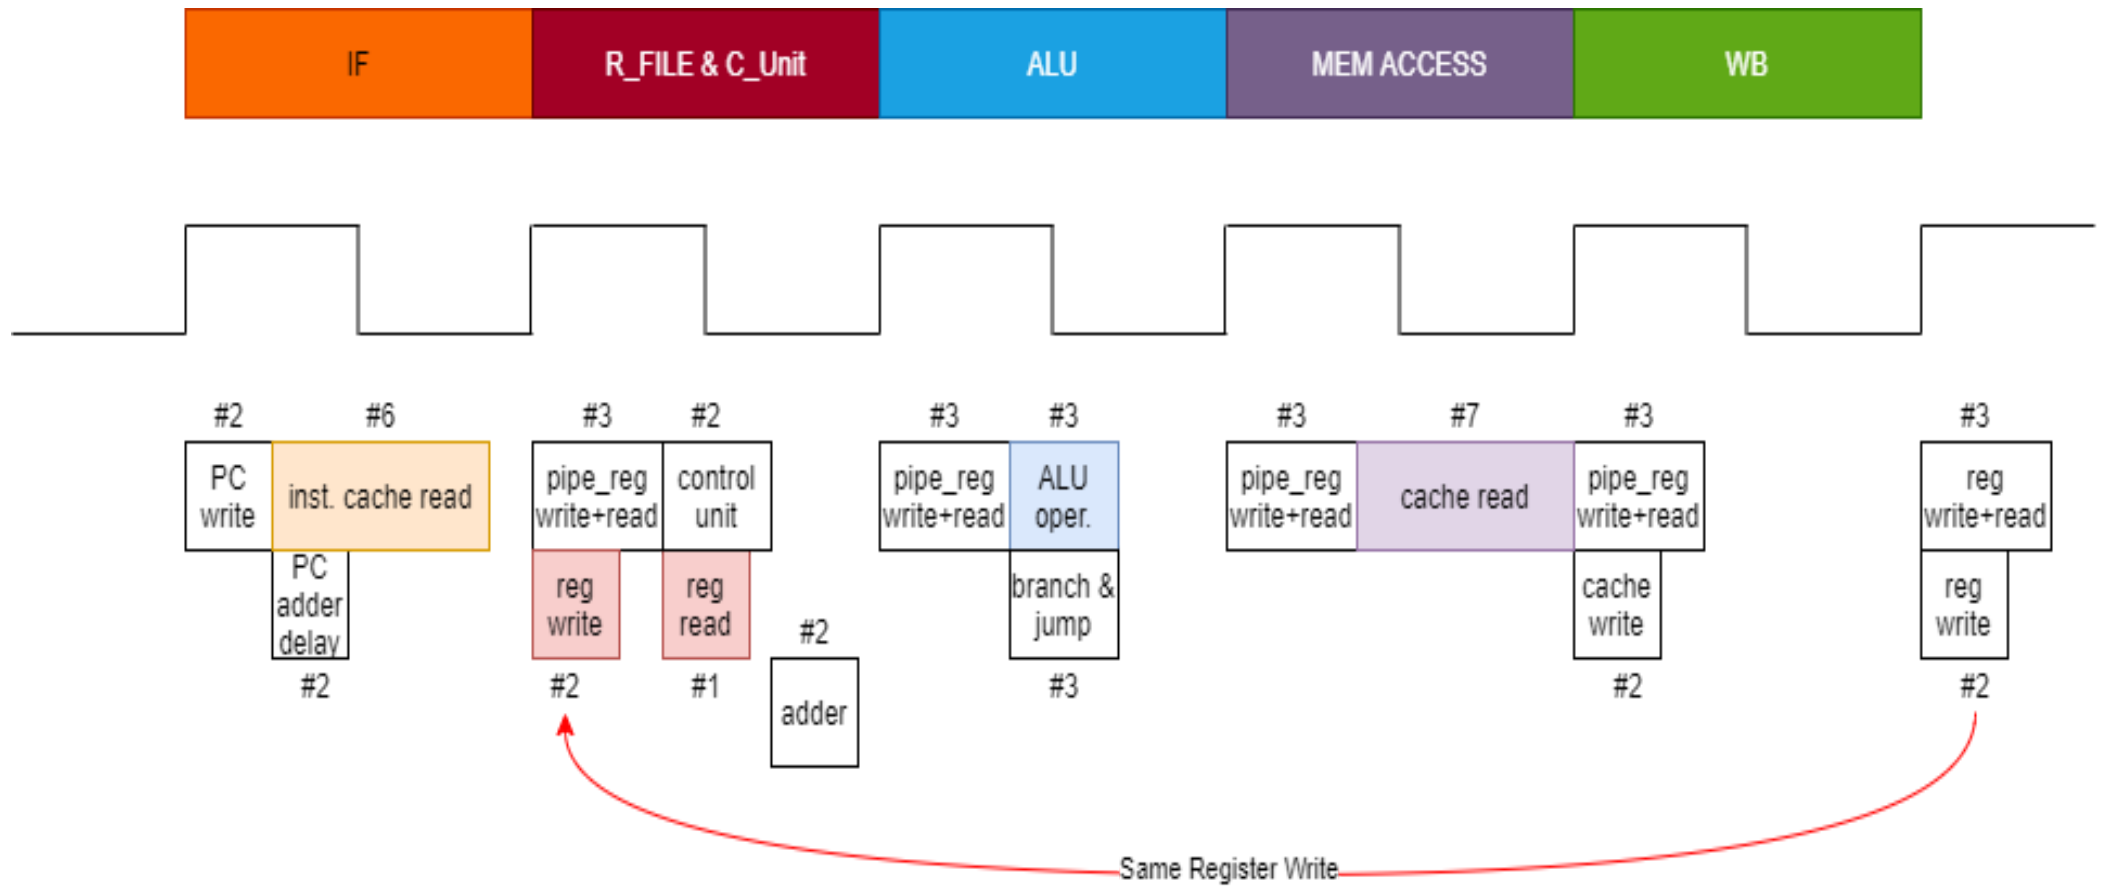 IF
R_FILE & C_Unit
ALU
MEM ACCESS
WB
#2
#6
#3
#2
#3
#3
#3
#7
#3
#3
PC
write
inst. cache read
pipe_reg
write+read
control
unit
pipe_reg
write+read
ALU
oper.
pipe_reg
write+read
cache read
pipe_reg
write+read
reg
write+read
PC
adder
delay
reg
write
reg
read
branch &
jump
cache
write
reg
write
#2
#2
#2
#1
#3
#2
#2
adder
Same Register Write